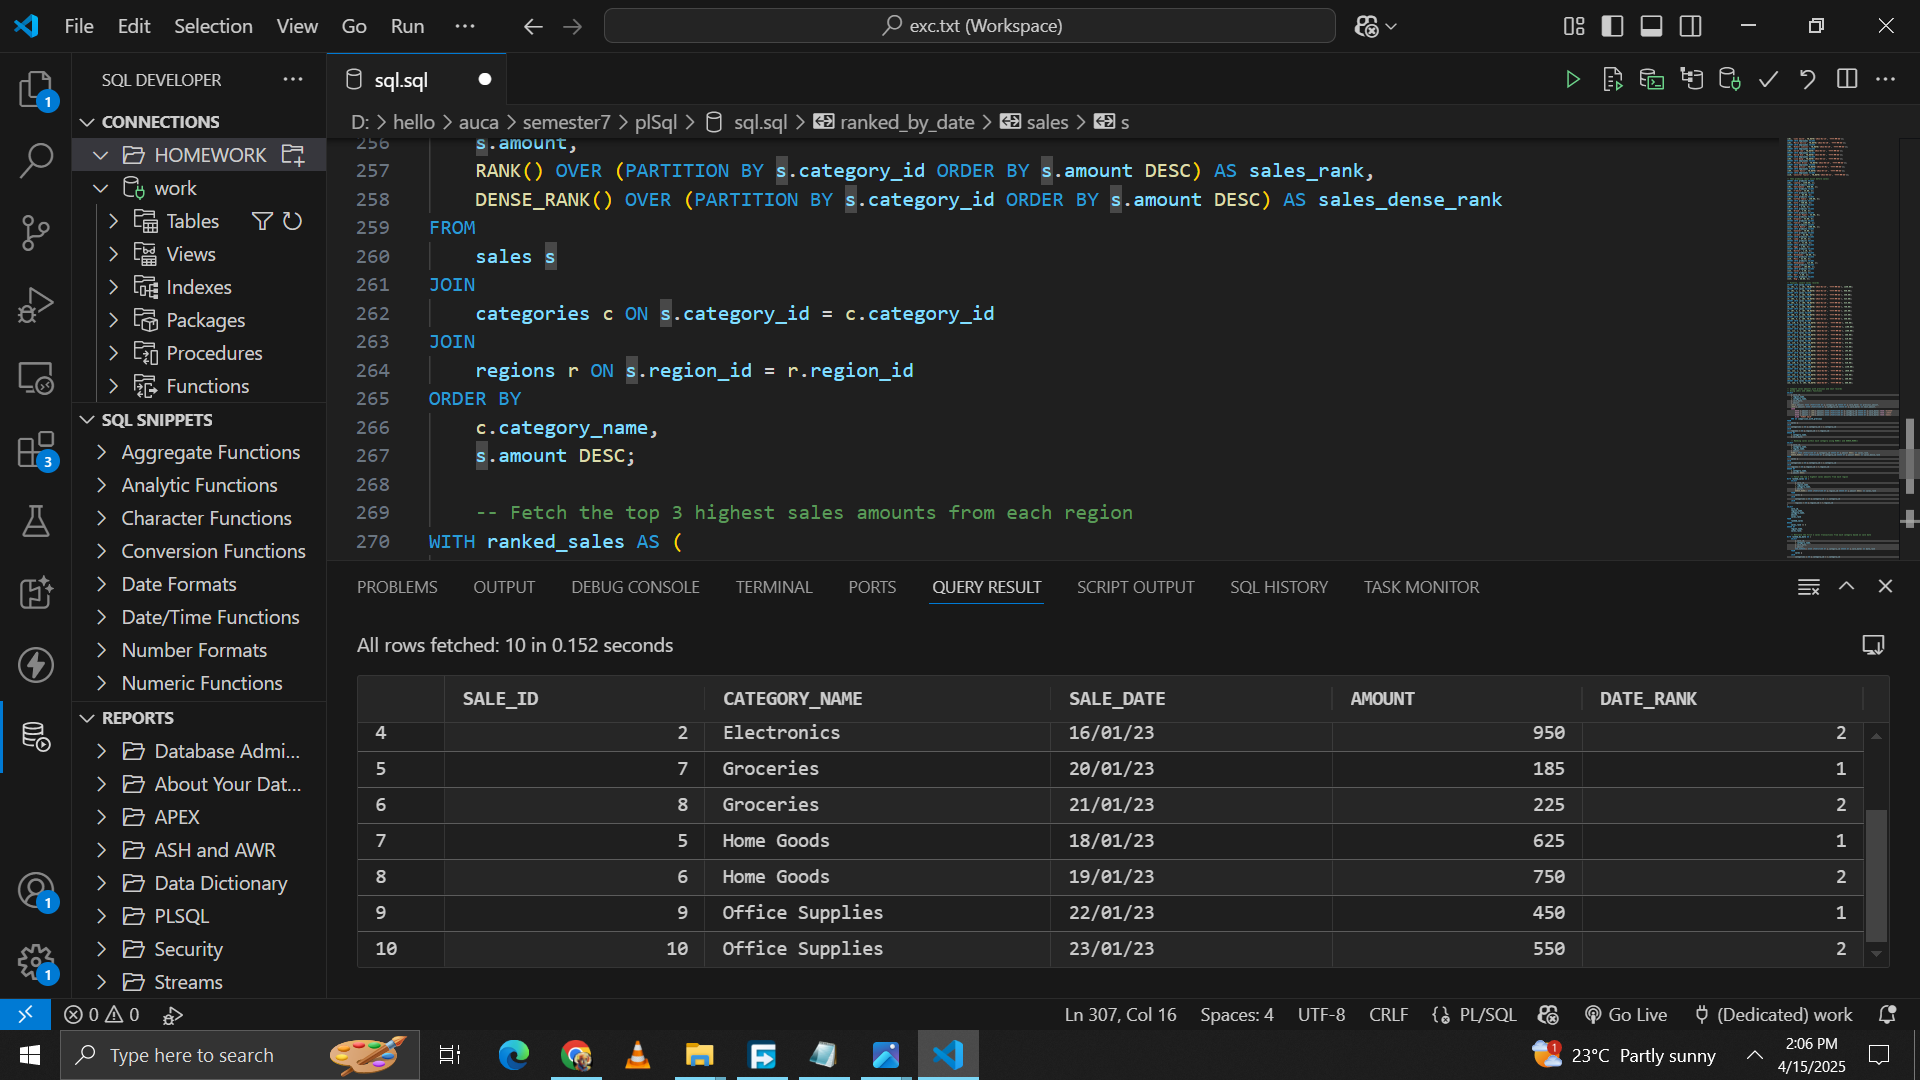 File Edit Selection View Go Run ··· exc.txt (Workspace)
SQL DEVELOPER ···
CONNECTIONS
HOMEWORK
work
Tables
Views
Indexes
Packages
Procedures
Functions
SQL SNIPPETS
Aggregate Functions
Analytic Functions
Character Functions
Conversion Functions
Date Formats
Date/Time Functions
Number Formats
Numeric Functions
REPORTS
Database Admi...
About Your Dat...
APEX
ASH and AWR
Data Dictionary
PLSQL
Security
Streams
1
3
1
1
sql.sql
D: > hello > auca > semester7 > plSql > sql.sql > ranked_by_date > sales > s
256 s.amount,
257 RANK() OVER (PARTITION BY s.category_id ORDER BY s.amount DESC) AS sales_rank,
258 DENSE_RANK() OVER (PARTITION BY s.category_id ORDER BY s.amount DESC) AS sales_dense_rank
259 FROM
260 sales s
261 JOIN
262 categories c ON s.category_id = c.category_id
263 JOIN
264 regions r ON s.region_id = r.region_id
265 ORDER BY
266 c.category_name,
267 s.amount DESC;
268
269 -- Fetch the top 3 highest sales amounts from each region
270 WITH ranked_sales AS (
PROBLEMS OUTPUT DEBUG CONSOLE TERMINAL PORTS QUERY RESULT SCRIPT OUTPUT SQL HISTORY TASK MONITOR
All rows fetched: 10 in 0.152 seconds
SALE_ID CATEGORY_NAME SALE_DATE AMOUNT DATE_RANK
4 2 Electronics 16/01/23 950 2
5 7 Groceries 20/01/23 185 1
6 8 Groceries 21/01/23 225 2
7 5 Home Goods 18/01/23 625 1
8 6 Home Goods 19/01/23 750 2
9 9 Office Supplies 22/01/23 450 1
10 10 Office Supplies 23/01/23 550 2
0 0 Ln 307, Col 16 Spaces: 4 UTF-8 CRLF PL/SQL Go Live (Dedicated) work
Type here to search 1 23°C Partly sunny 2:06 PM
4/15/2025